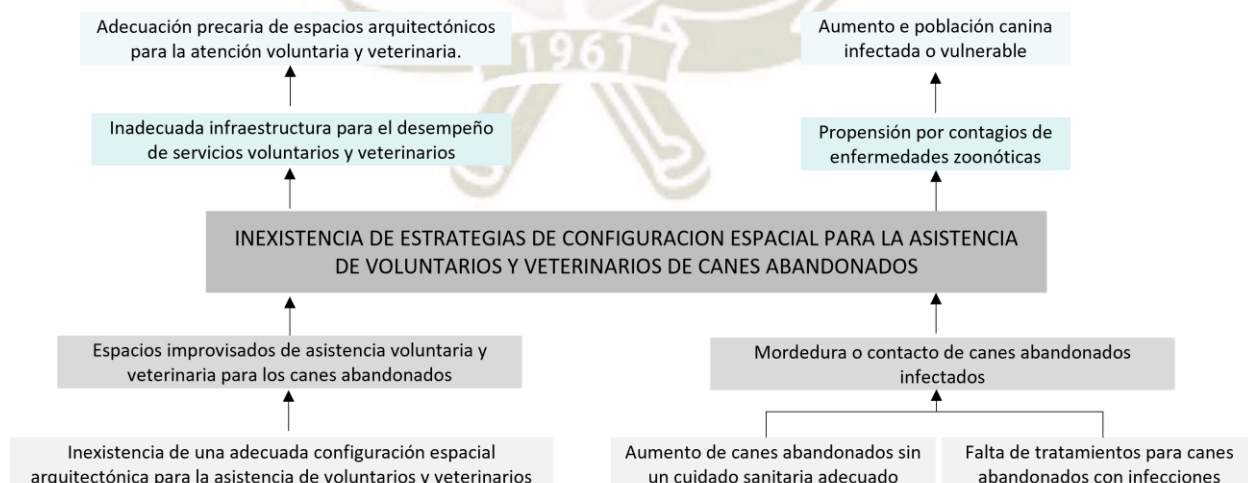 Adecuación precaria de espacios arquitectónicos
para la atención voluntaria y veterinaria.
Aumento e población canina
infectada o vulnerable
1961
Inadecuada infraestructura para el desempeño
de servicios voluntarios y veterinarios
Propensión por contagios de
enfermedades zoonóticas
INEXISTENCIA DE ESTRATEGIAS DE CONFIGURACION ESPACIAL PARA LA ASISTENCIA
DE VOLUNTARIOS Y VETERINARIOS DE CANES ABANDONADOS
Espacios improvisados de asistencia voluntaria y
veterinaria para los canes abandonados
Mordedura o contacto de canes abandonados
infectados
Inexistencia de una adecuada configuración espacial
arquitectónica para la asistencia de voluntarios y veterinarios
Aumento de canes abandonados sin
un cuidado sanitaria adecuado
Falta de tratamientos para canes
abandonados con infecciones